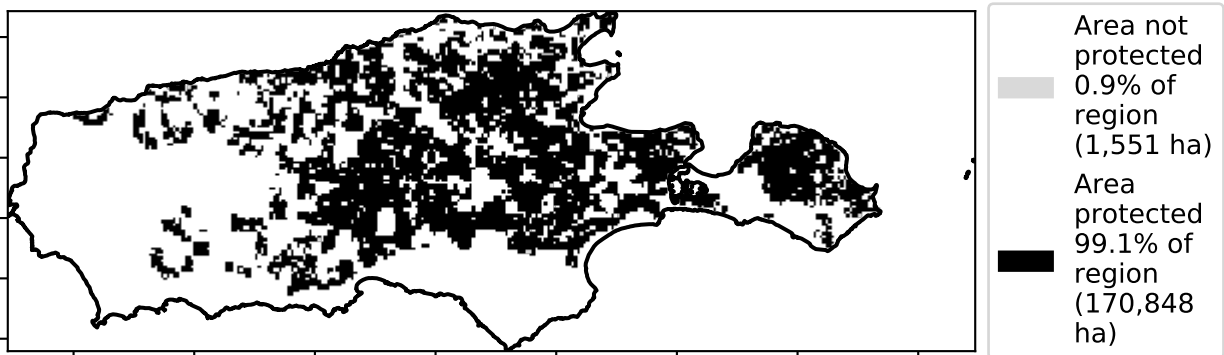 Area not
protected
0.9% of
region
(1,551 ha)
Area
protected
99.1% of
region
(170,848
ha)